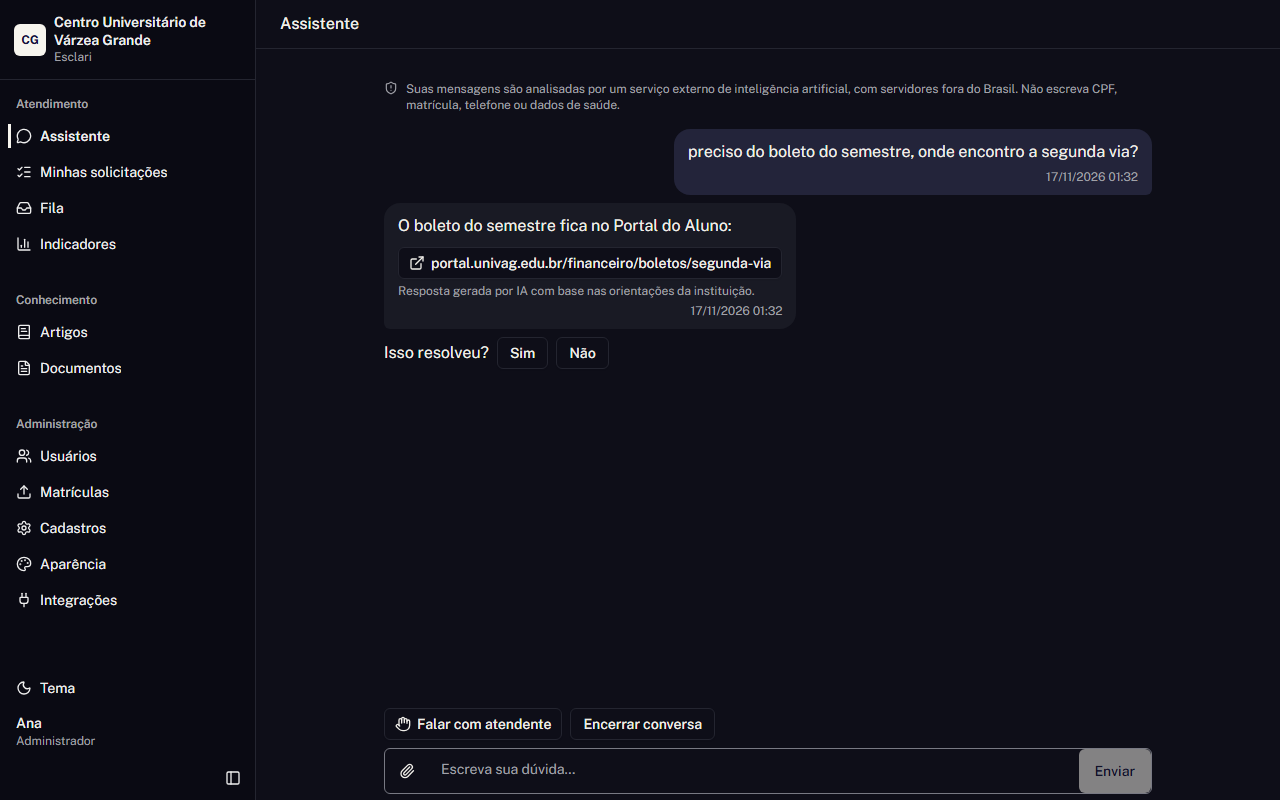 CG
Centro Universitário de
Várzea Grande
Esclari
Atendimento
Assistente
Minhas solicitações
Fila
Indicadores
Conhecimento
Artigos
Documentos
Administração
Usuários
Matrículas
Cadastros
Aparência
Integrações
Tema
Ana
Administrador
Assistente
Suas mensagens são analisadas por um serviço externo de inteligência artificial, com servidores fora do Brasil. Não escreva CPF,
matrícula, telefone ou dados de saúde.
preciso do boleto do semestre, onde encontro a segunda via?
17/11/2026 01:32
O boleto do semestre fica no Portal do Aluno:
portal.univag.edu.br/financeiro/boletos/segunda-via
Resposta gerada por IA com base nas orientações da instituição.
17/11/2026 01:32
Isso resolveu? Sim Não
Falar com atendente Encerrar conversa
Escreva sua dúvida... Enviar